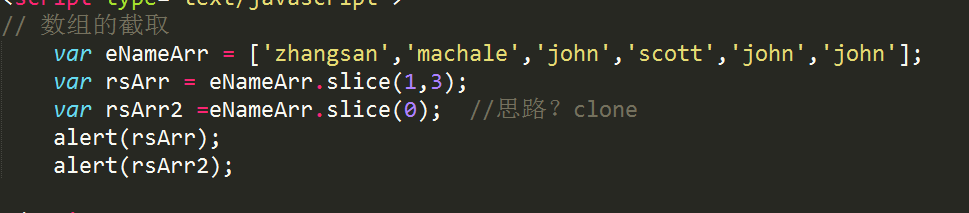 <script type="text/javascript">
// 数组的截取
var eNameArr = ['zhangsan','machale','john','scott','john','john'];
var rsArr = eNameArr.slice(1,3);
var rsArr2 =eNameArr.slice(0);  //思路? clone
alert(rsArr);
alert(rsArr2);